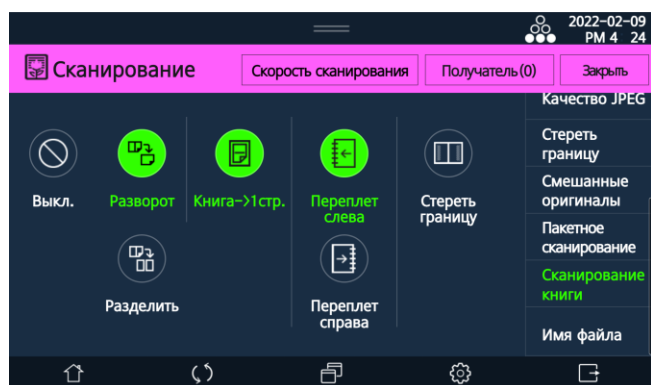 2022-02-09
PM 4 24
Сканирование
Скорость сканирования
Получатель(0)
Закрыть
Качество JPEG
Стереть
границу
Смешанные
оригиналы
Пакетное
сканирование
Сканирование
книги
Имя файла
Выкл.
Разворот
Книга->1стр.
Переплет
слева
Стереть
границу
Разделить
Переплет
справа